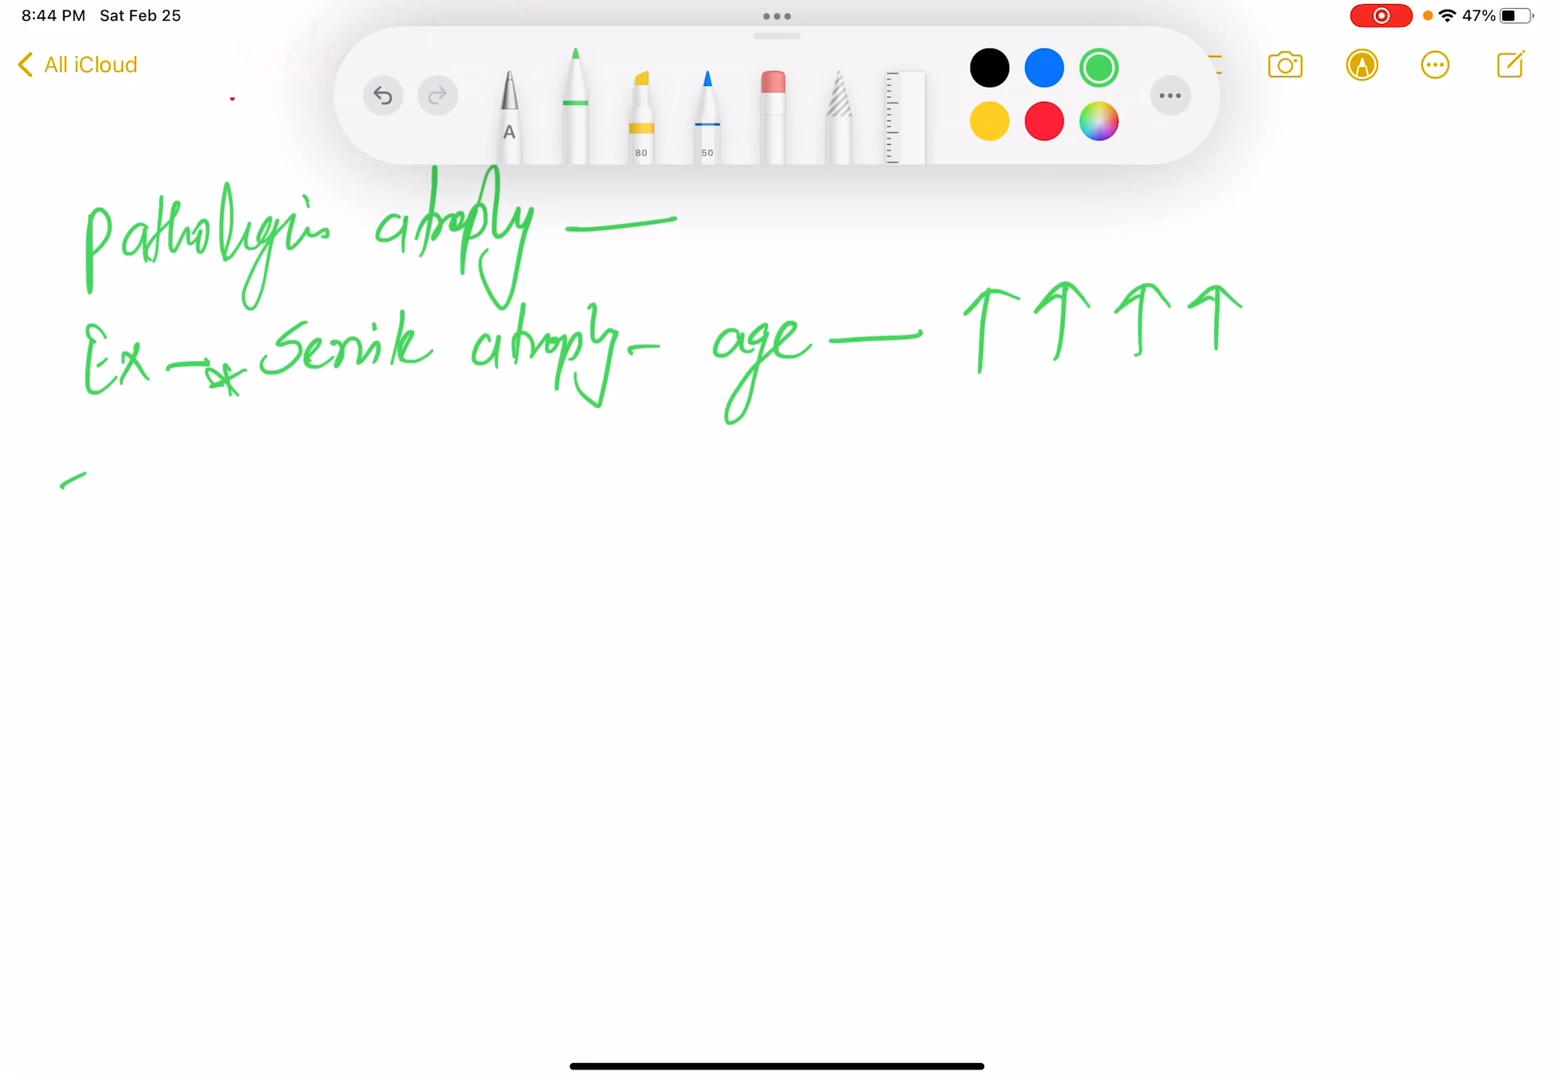 8:44 PM Sat Feb 25
47%
All iCloud
A
80
50
pathologic atrophy —
Ex → * Senile atrophy - age — ↑ ↑ ↑ ↑